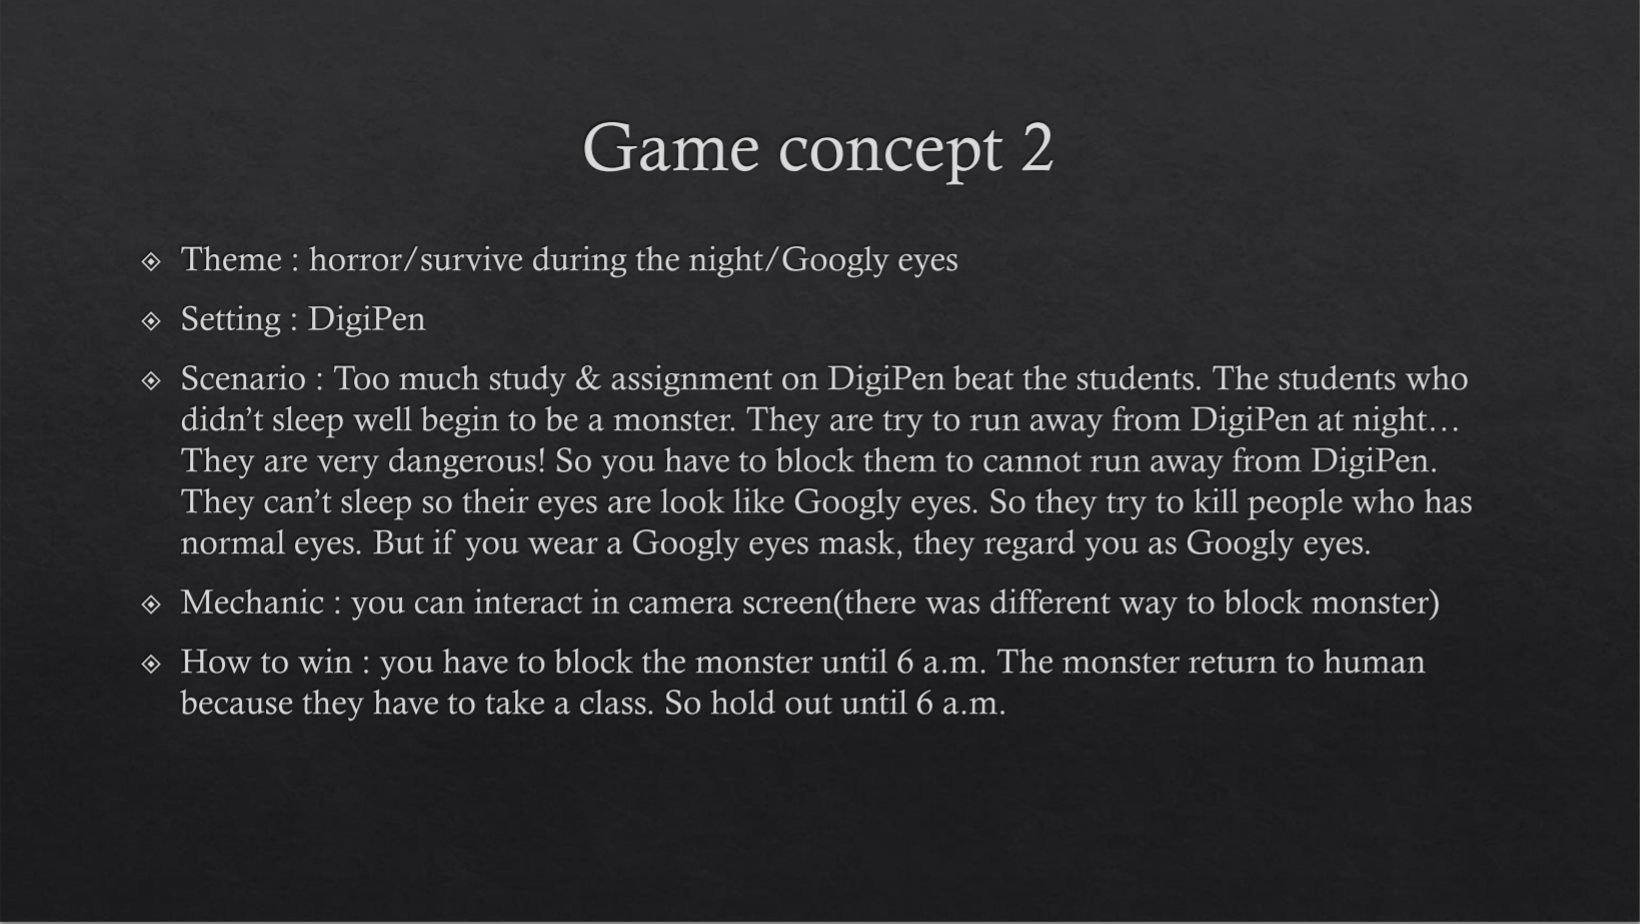 Game concept 2
Theme : horror/survive during the night/Googly eyes
Setting : DigiPen
Scenario : Too much study & assignment on DigiPen beat the students. The students who
didn’t sleep well begin to be a monster. They are try to run away from DigiPen at night…
They are very dangerous! So you have to block them to cannot run away from DigiPen.
They can’t sleep so their eyes are look like Googly eyes. So they try to kill people who has
normal eyes. But if you wear a Googly eyes mask, they regard you as Googly eyes.
Mechanic : you can interact in camera screen(there was different way to block monster)
How to win : you have to block the monster until 6 a.m. The monster return to human
because they have to take a class. So hold out until 6 a.m.